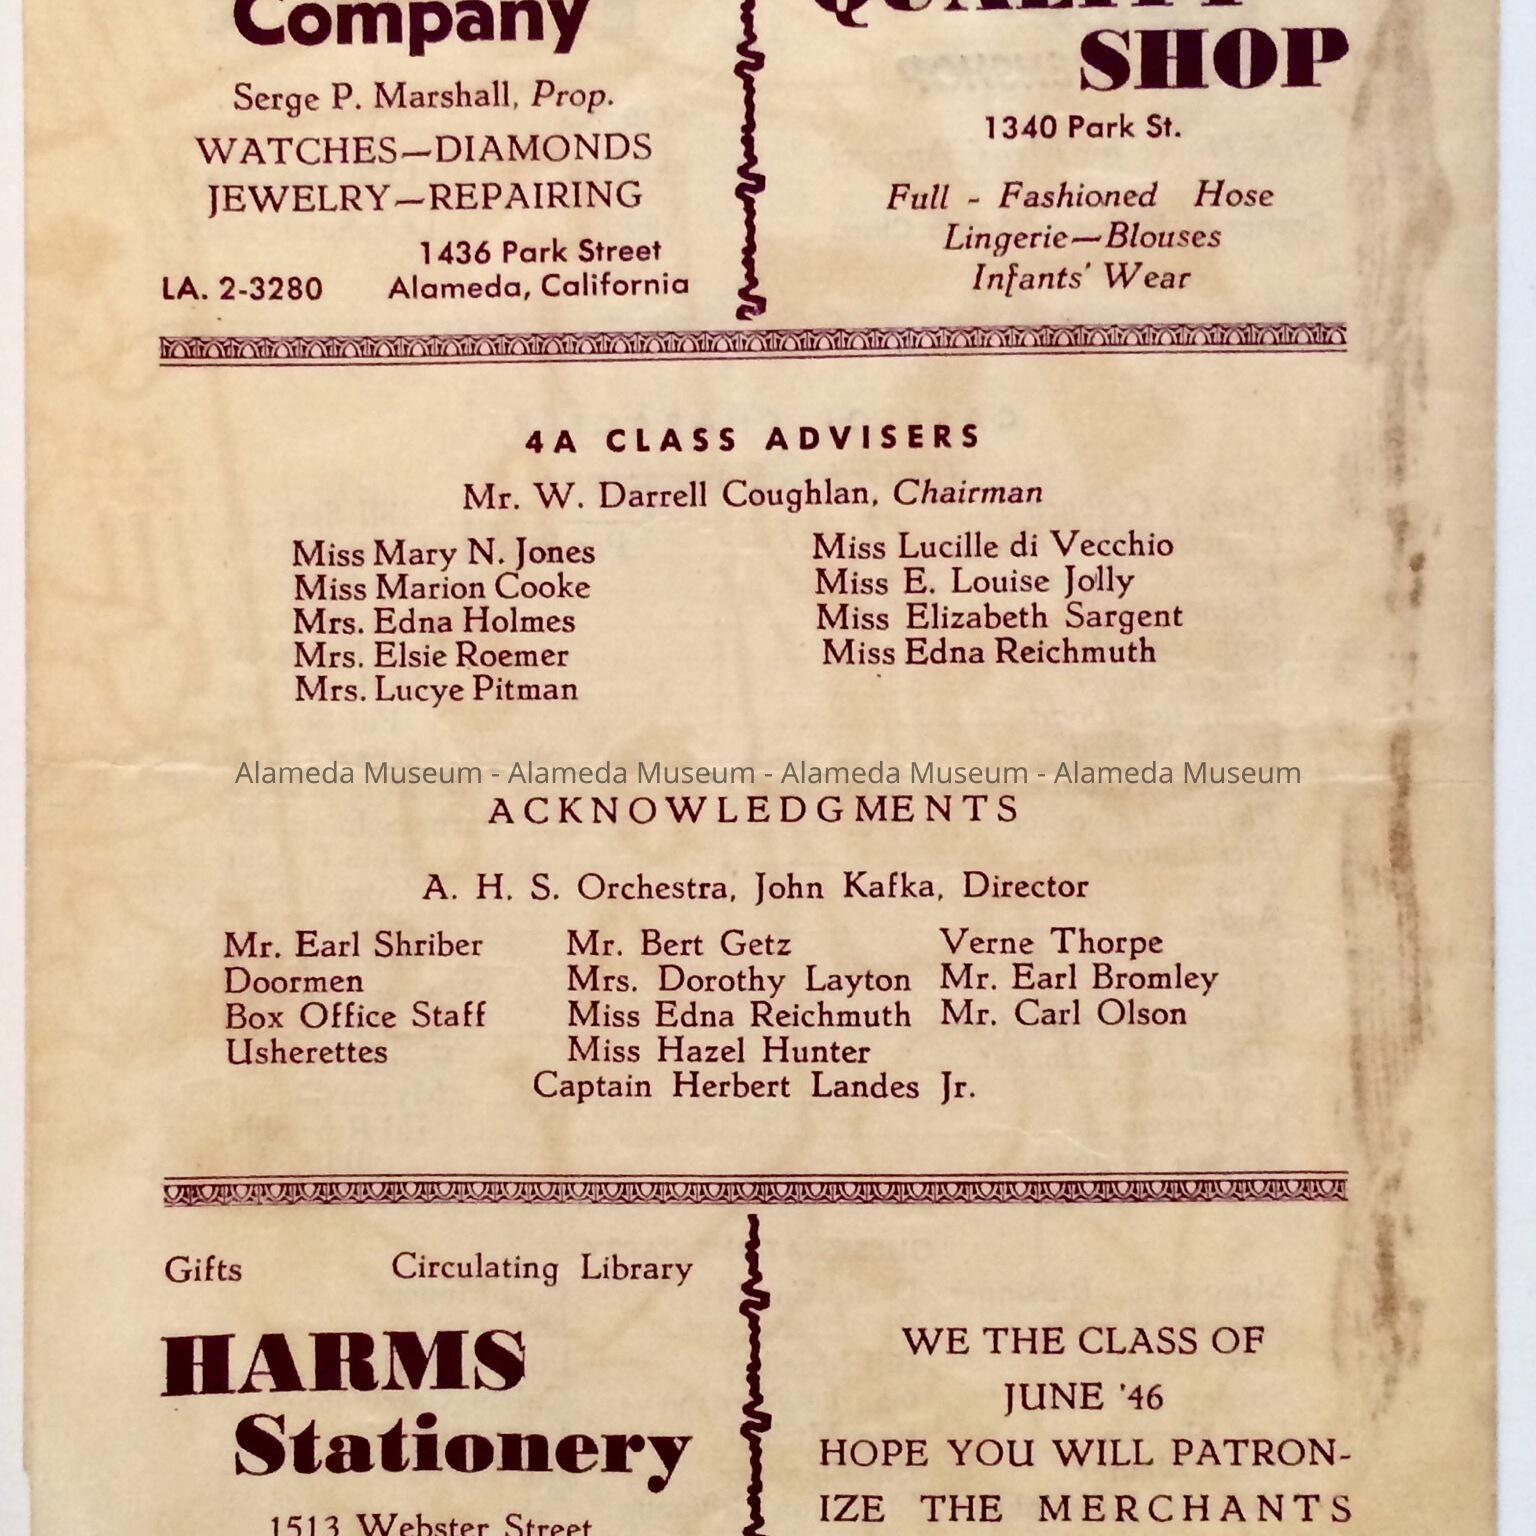 Company
Serge P. Marshall, Prop.
WATCHES—DIAMONDS
JEWELRY—REPAIRING
1436 Park Street
LA. 2-3280 Alameda, California
QUALITY
SHOP
1340 Park St.
Full - Fashioned Hose
Lingerie—Blouses
Infants' Wear
4A CLASS ADVISERS
Mr. W. Darrell Coughlan, Chairman
Miss Mary N. Jones
Miss Marion Cooke
Mrs. Edna Holmes
Mrs. Elsie Roemer
Mrs. Lucye Pitman
Miss Lucille di Vecchio
Miss E. Louise Jolly
Miss Elizabeth Sargent
Miss Edna Reichmuth
Alameda Museum - Alameda Museum - Alameda Museum - Alameda Museum
ACKNOWLEDGMENTS
A. H. S. Orchestra, John Kafka, Director
Mr. Earl Shriber
Doormen
Box Office Staff
Usherettes
Mr. Bert Getz
Mrs. Dorothy Layton
Miss Edna Reichmuth
Miss Hazel Hunter
Verne Thorpe
Mr. Earl Bromley
Mr. Carl Olson
Captain Herbert Landes Jr.
Gifts Circulating Library
HARMS
Stationery
1513 Webster Street
WE THE CLASS OF
JUNE '46
HOPE YOU WILL PATRON-
IZE THE MERCHANTS